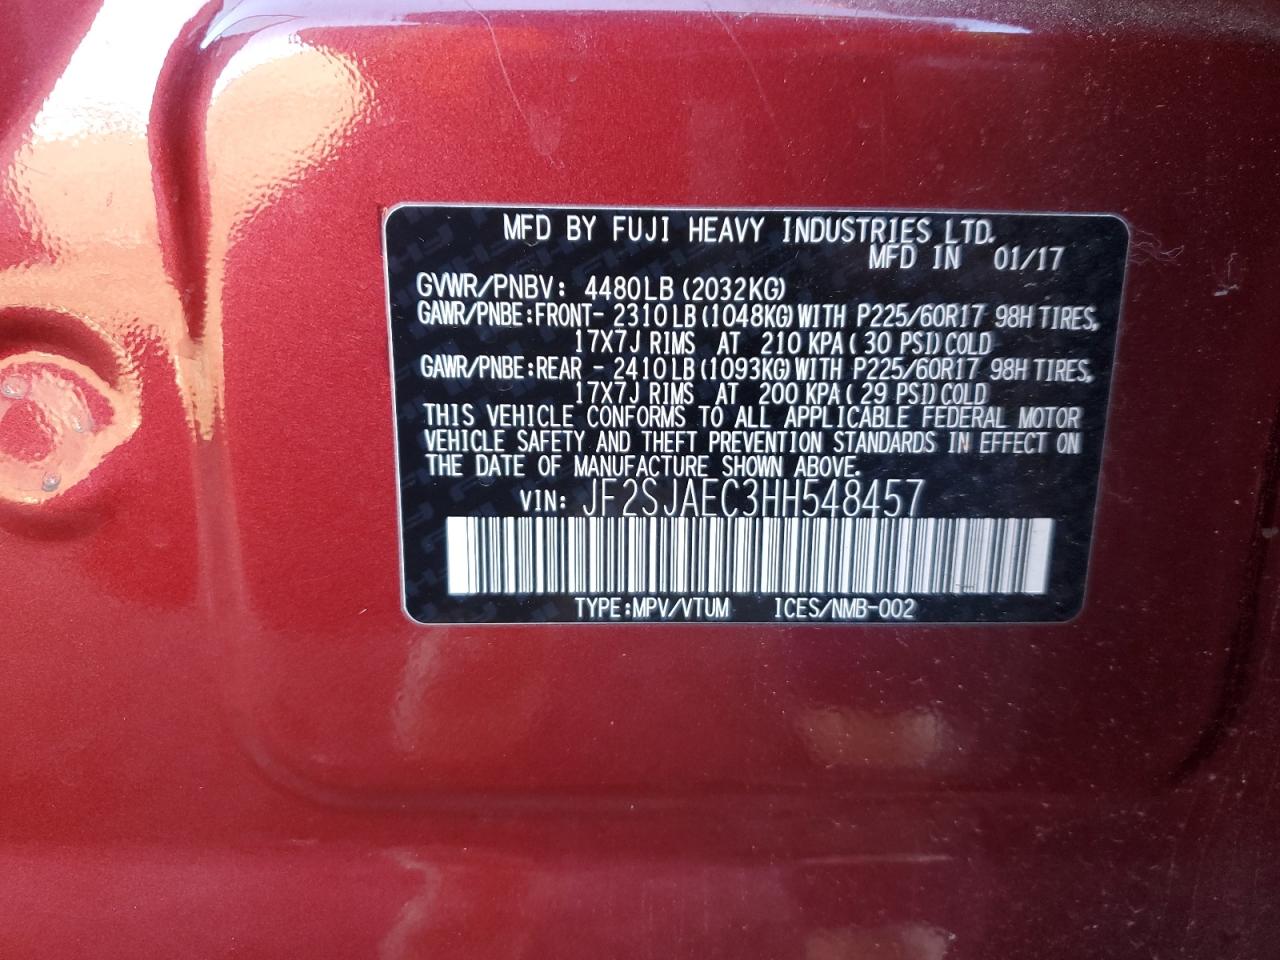 MFD BY FUJI HEAVY INDUSTRIES LTD.
MFD IN 01/17
GVWR/PNBV: 4480LB (2032KG)
GAWR/PNBE:FRONT- 2310LB (1048KG) WITH P225/60R17 98H TIRES,
17X7J RIMS AT 210 KPA ( 30 PSI) COLD
GAWR/PNBE:REAR - 2410LB (1093KG) WITH P225/60R17 98H TIRES,
17X7J RIMS AT 200 KPA ( 29 PSI) COLD
THIS VEHICLE CONFORMS TO ALL APPLICABLE FEDERAL MOTOR
VEHICLE SAFETY AND THEFT PREVENTION STANDARDS IN EFFECT ON
THE DATE OF MANUFACTURE SHOWN ABOVE.
VIN: JF2SJAEC3HH548457
TYPE:MPV/VTUM ICES/NMB-002